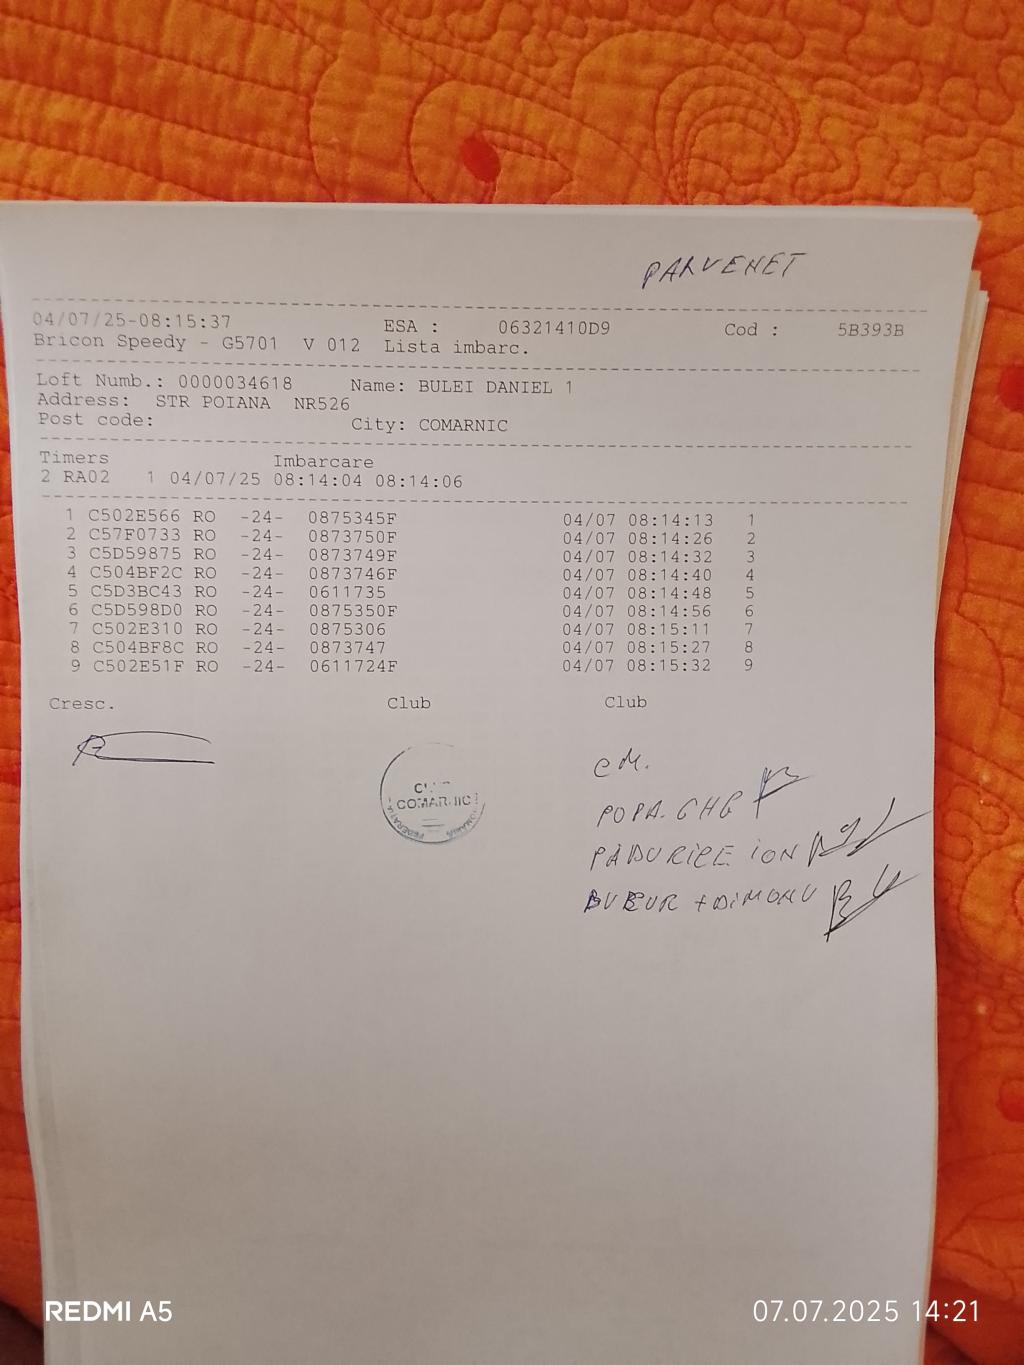 PARVENET
04/07/25-08:15:37 ESA : 06321410D9 Cod : 5B393B
Bricon Speedy - G5701 V 012 Lista imbarc.
Loft Numb.: 0000034618 Name: BULEI DANIEL 1
Address: STR POIANA NR526
Post code: City: COMARNIC
Timers Imbarcare
2 RA02 1 04/07/25 08:14:04 08:14:06
1 C502E566 RO -24- 0875345F 04/07 08:14:13 1
2 C57F0733 RO -24- 0873750F 04/07 08:14:26 2
3 C5D59875 RO -24- 0873749F 04/07 08:14:32 3
4 C504BF2C RO -24- 0873746F 04/07 08:14:40 4
5 C5D3BC43 RO -24- 0611735 04/07 08:14:48 5
6 C5D598D0 RO -24- 0875350F 04/07 08:14:56 6
7 C502E310 RO -24- 0875306 04/07 08:15:11 7
8 C504BF8C RO -24- 0873747 04/07 08:15:27 8
9 C502E51F RO -24- 0611724F 04/07 08:15:32 9
Cresc. Club Club
COMARNIC
POPA. GHG
ION
REDMI A5
07.07.2025 14:21